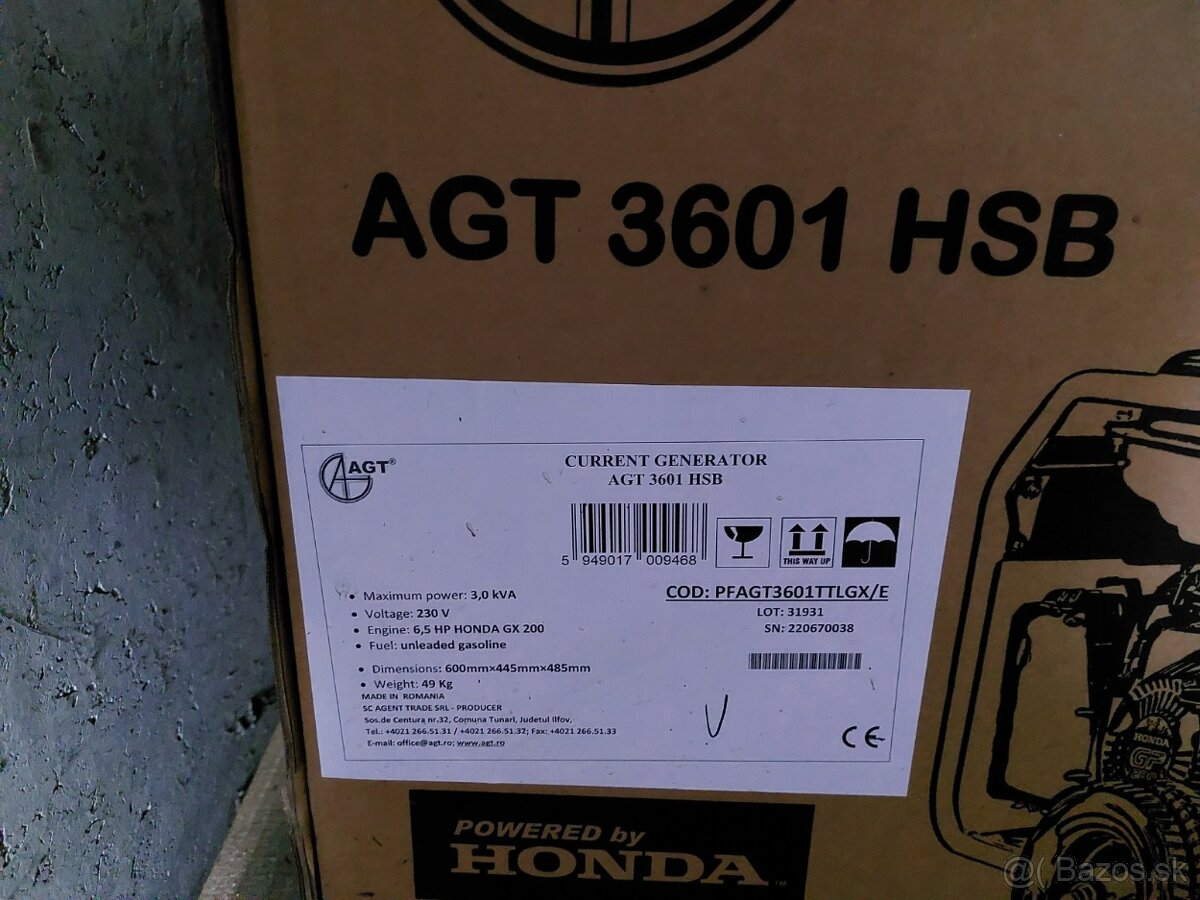 AGT 3601 HSB
AGT®
CURRENT GENERATOR
AGT 3601 HSB
5 949017 009468
THIS WAY UP
• Maximum power: 3,0 kVA
• Voltage: 230 V
• Engine: 6,5 HP HONDA GX 200
• Fuel: unleaded gasoline
COD: PFAGT3601TTLGX/E
LOT: 31931
SN: 220670038
• Dimensions: 600mm×445mm×485mm
• Weight: 49 Kg
MADE IN ROMANIA
SC AGENT TRADE SRL - PRODUCER
Sos.de Centura nr.32, Comuna Tunari, Judetul Ilfov,
Tel.: +4021 266.51.31 / +4021 266.51.32; Fax: +4021 266.51.33
E-mail: office@agt.ro; www.agt.ro
CE
HONDA
GP
POWERED by
HONDA™
@( Bazos.sk